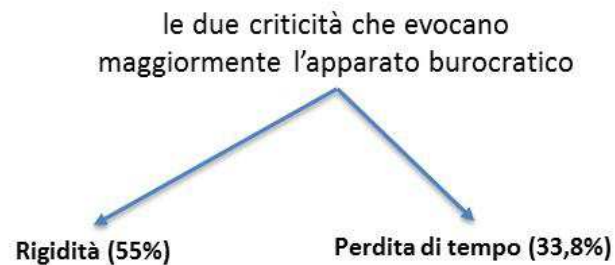 le due criticità che evocano
maggiormente l'apparato burocratico
Rigidità (55%)
Perdita di tempo (33,8%)